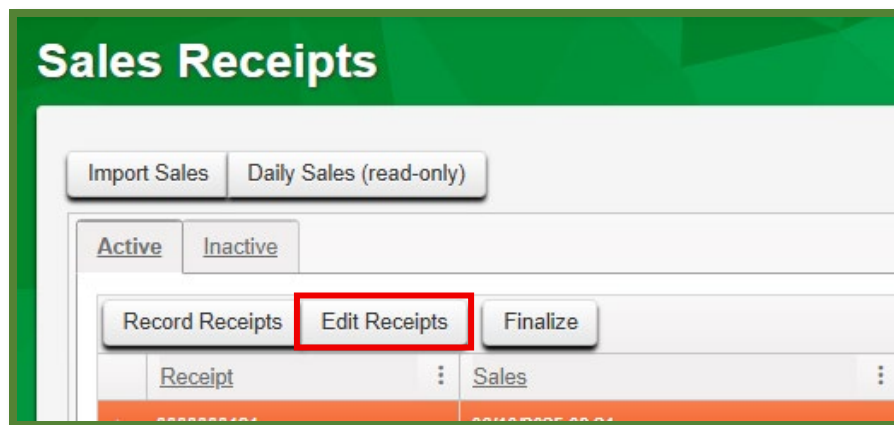 Sales Receipts
Import Sales Daily Sales (read-only)
Active Inactive
Record Receipts Edit Receipts Finalize
Receipt Sales